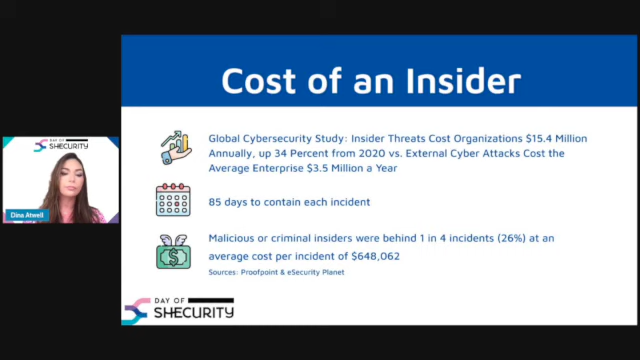 Cost of an Insider
Global Cybersecurity Study: Insider Threats Cost Organizations $15.4 Million
Annually, up 34 Percent from 2020 vs. External Cyber Attacks Cost the
Average Enterprise $3.5 Million a Year
85 days to contain each incident
Malicious or criminal insiders were behind 1 in 4 incidents (26%) at an
average cost per incident of $648,062
Sources: Proofpoint & eSecurity Planet
DAY OF
SHECURITY
DAY OF
SHECURITY
Dina Atwell